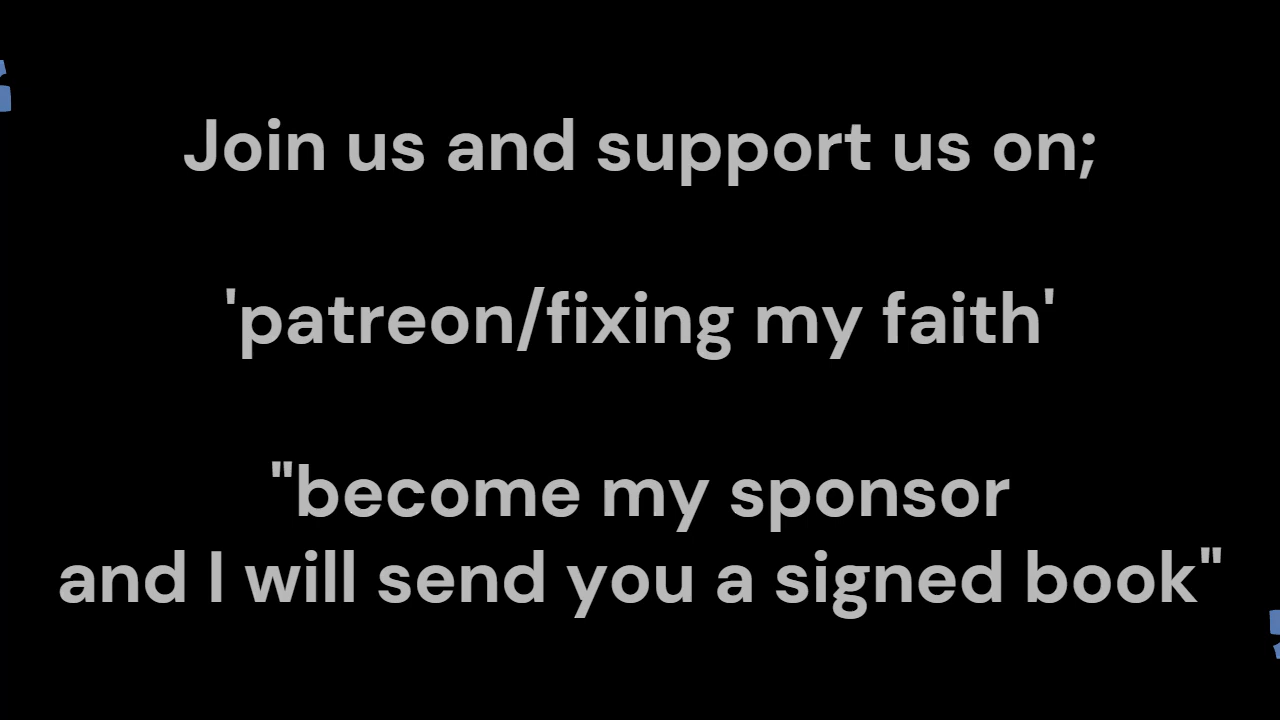 Join us and support us on;
'patreon/fixing my faith'
"become my sponsor
and I will send you a signed book"